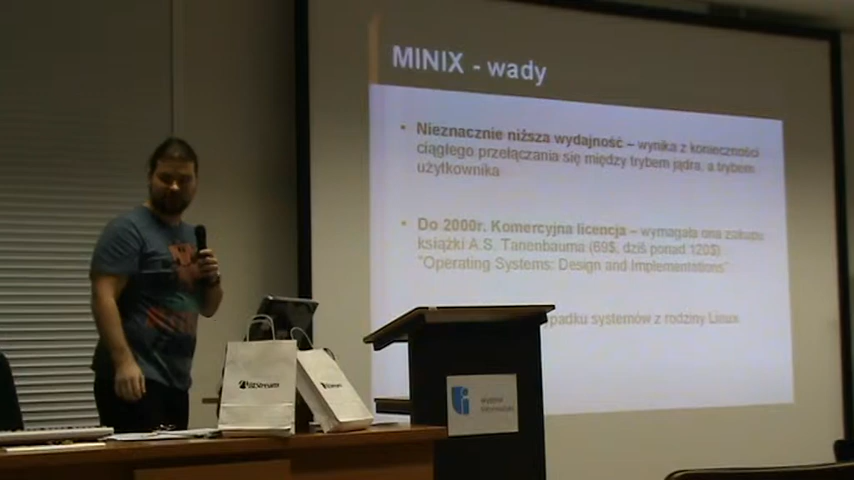 MINIX - wady
• Nieznacznie niższa wydajność – wynika z konieczności
ciągłego przełączania się między trybem jądra, a trybem
użytkownika
• Do 2000r. Komercyjna licencja – wymagała ona zakupu
książki A.S. Tanenbauma (69$, dziś ponad 120$)
"Operating Systems: Design and Implementations"
padku systemów z rodziny Linux